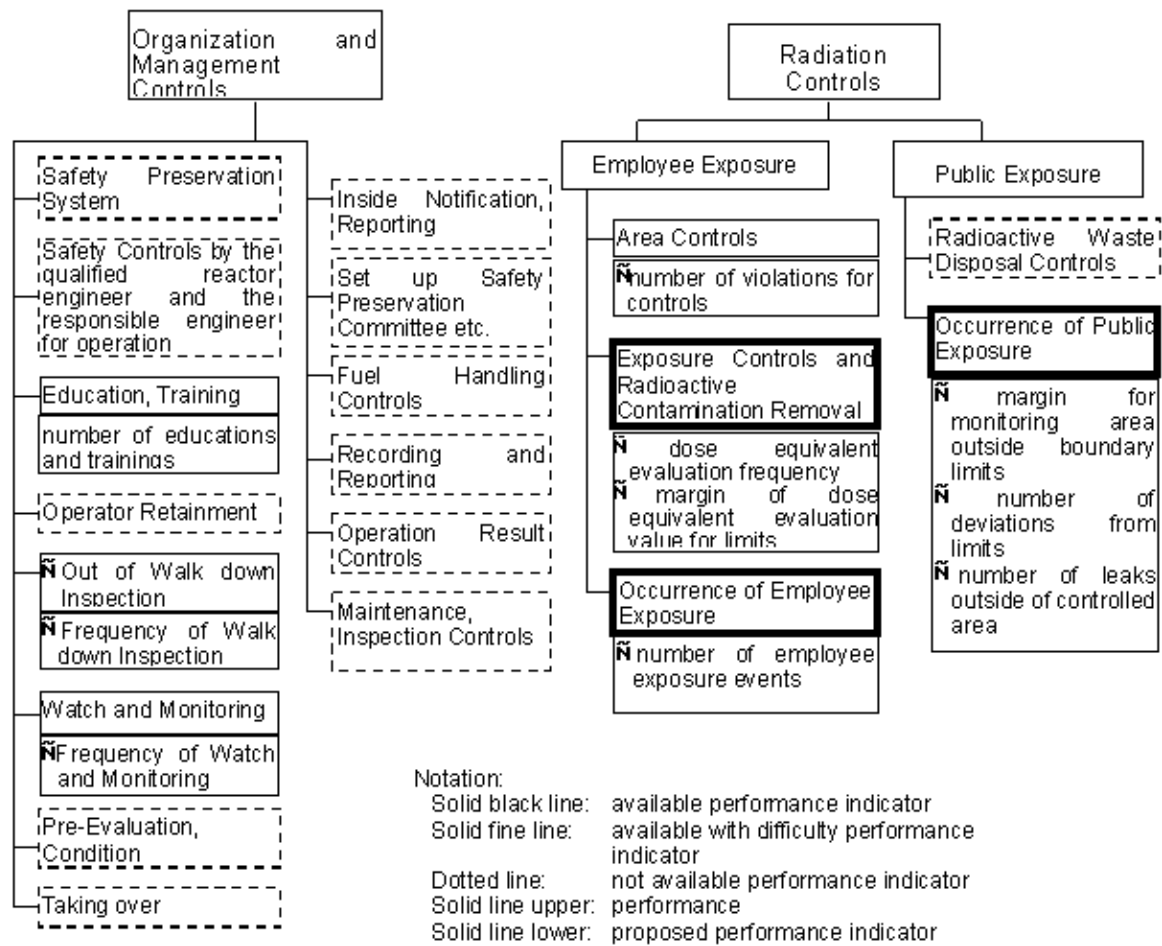 Organization and
Management
Controls
Radiation
Controls
Safety Preservation
System
Safety Controls by the
qualified reactor
engineer and the
responsible engineer
for operation
Education, Training
number of educations
and trainings
Operator Retainment
Ñ Out of Walk down
Inspection
Ñ Frequency of Walk
down Inspection
Watch and Monitoring
Ñ Frequency of Watch
and Monitoring
Pre-Evaluation,
Condition
Taking over
Inside Notification,
Reporting
Set up Safety
Preservation
Committee etc.
Fuel Handling
Controls
Recording and
Reporting
Operation Result
Controls
Maintenance,
Inspection Controls
Employee Exposure
Area Controls
Ñ number of violations for
controls
Exposure Controls and
Radioactive
Contamination Removal
Ñ dose equivalent
evaluation frequency
Ñ margin of dose
equivalent evaluation
value for limits
Occurrence of Employee
Exposure
Ñ number of employee
exposure events
Public Exposure
Radioactive Waste
Disposal Controls
Occurrence of Public
Exposure
Ñ margin for
monitoring area
outside boundary
limits
Ñ number of
deviations from
limits
Ñ number of leaks
outside of controlled
area
Notation:
Solid black line: available performance indicator
Solid fine line: available with difficulty performance
indicator
Dotted line: not available performance indicator
Solid line upper: performance
Solid line lower: proposed performance indicator